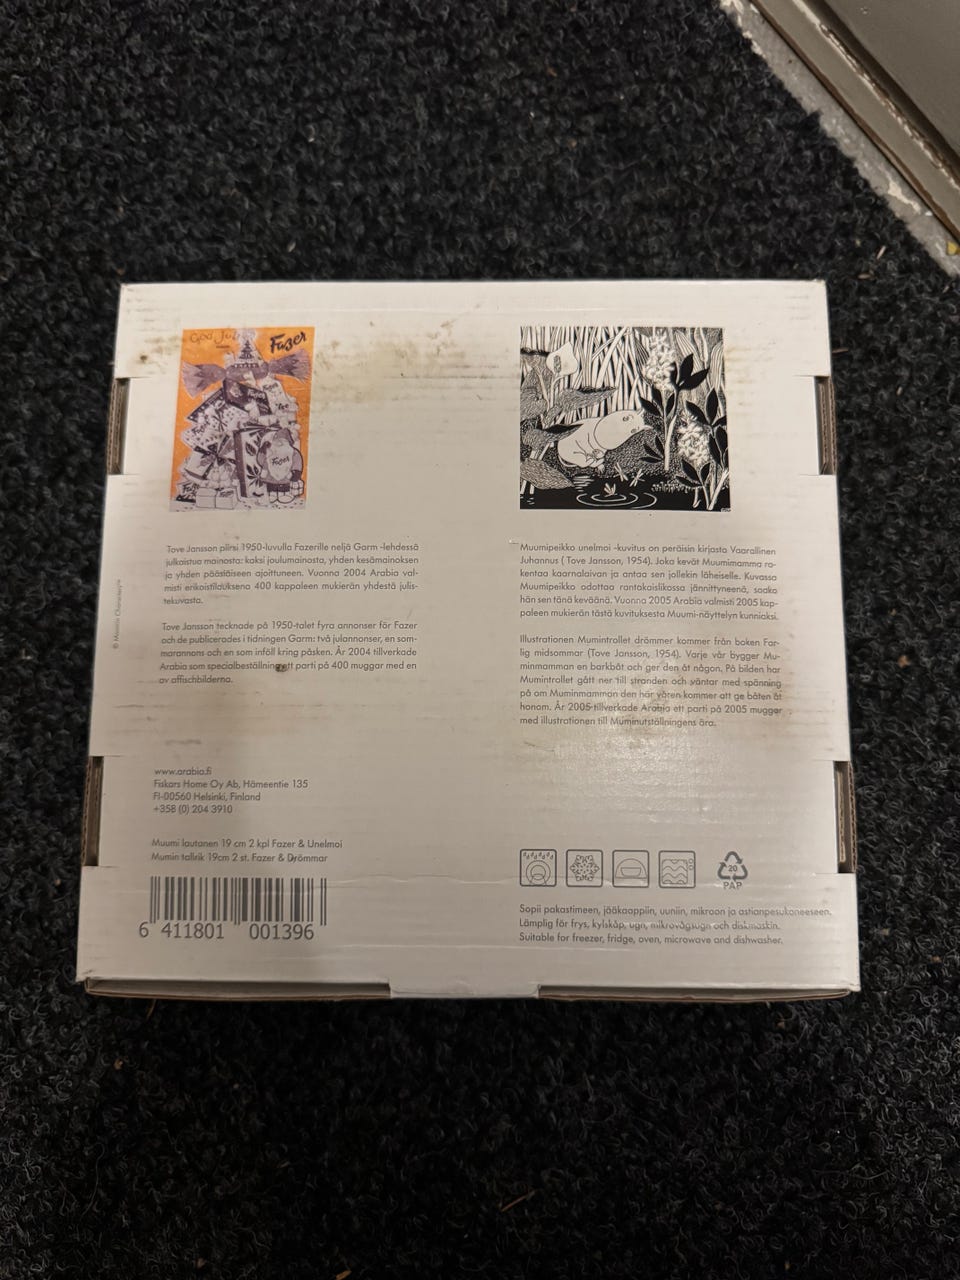 God Jul
Fazer
Tove Jansson piirsi 1950-luvulla Fazerille neljä Garm -lehdessä
julkaistua mainosta: kaksi joulumainosta, yhden kesämainoksen
ja yhden pääsiäiseen ajoittuneen. Vuonna 2004 Arabia val-
misti erikoistilauksena 400 kappaleen mukierän yhdestä julis-
tekuvasta.
Tove Jansson tecknade på 1950-talet fyra annonser för Fazer
och de publicerades i tidningen Garm: två julannonser, en som-
marannons och en som inföll kring påsken. År 2004 tillverkade
Arabia som specialbeställning ett parti på 400 muggar med en
av affischbilderna.
© Moomin Characters™
Muumipeikko unelmoi -kuvitus on peräisin kirjasta Vaarallinen
Juhannus ( Tove Jansson, 1954). Joka kevät Muumimamma ra-
kentaa kaarnalaivan ja antaa sen jollekin läheiselle. Kuvassa
Muumipeikko odottaa rantakaislikossa jännittyneenä, saako
hän sen tänä keväänä. Vuonna 2005 Arabia valmisti 2005 kap-
paleen mukierän tästä kuvituksesta Muumi-näyttelyn kunniaksi.
Illustrationen Mumintrollet drömmer kommer från boken Far-
lig midsommar (Tove Jansson, 1954). Varje vår bygger Mu-
minmamman en barkbåt och ger den åt någon. På bilden har
Mumintrollet gått ner till stranden och väntar med spänning
på om Muminmamman den här våren kommer att ge båten åt
honom. År 2005 tillverkade Arabia ett parti på 2005 muggar
med illustrationen till Muminutställningens ära.
www.arabia.fi
Fiskars Home Oy Ab, Hämeentie 135
FI-00560 Helsinki, Finland
+358 (0) 204 3910
Muumi lautanen 19 cm 2 kpl Fazer & Unelmoi
Mumin tallrik 19cm 2 st. Fazer & Drömmar
6 411801 001396
20
PAP
Sopii pakastimeen, jääkaappiin, uuniin, mikroon ja astianpesukoneeseen.
Lämplig för frys, kylskåp, ugn, mikrovågsugn och diskmaskin.
Suitable for freezer, fridge, oven, microwave and dishwasher.